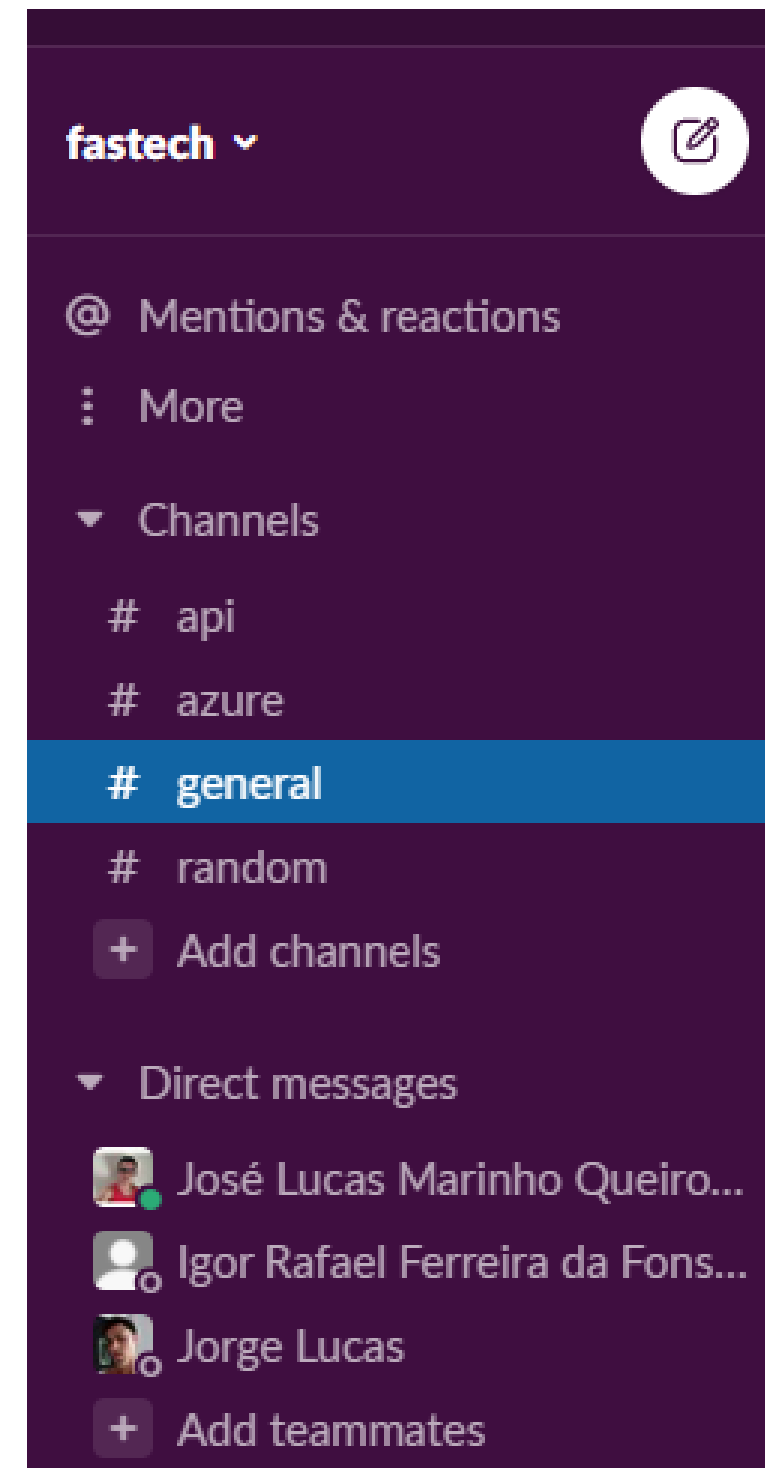 fastech
@ Mentions & reactions
More
Channels
# api
# azure
# general
# random
+ Add channels
Direct messages
José Lucas Marinho Queiro...
Igor Rafael Ferreira da Fons...
Jorge Lucas
+ Add teammates